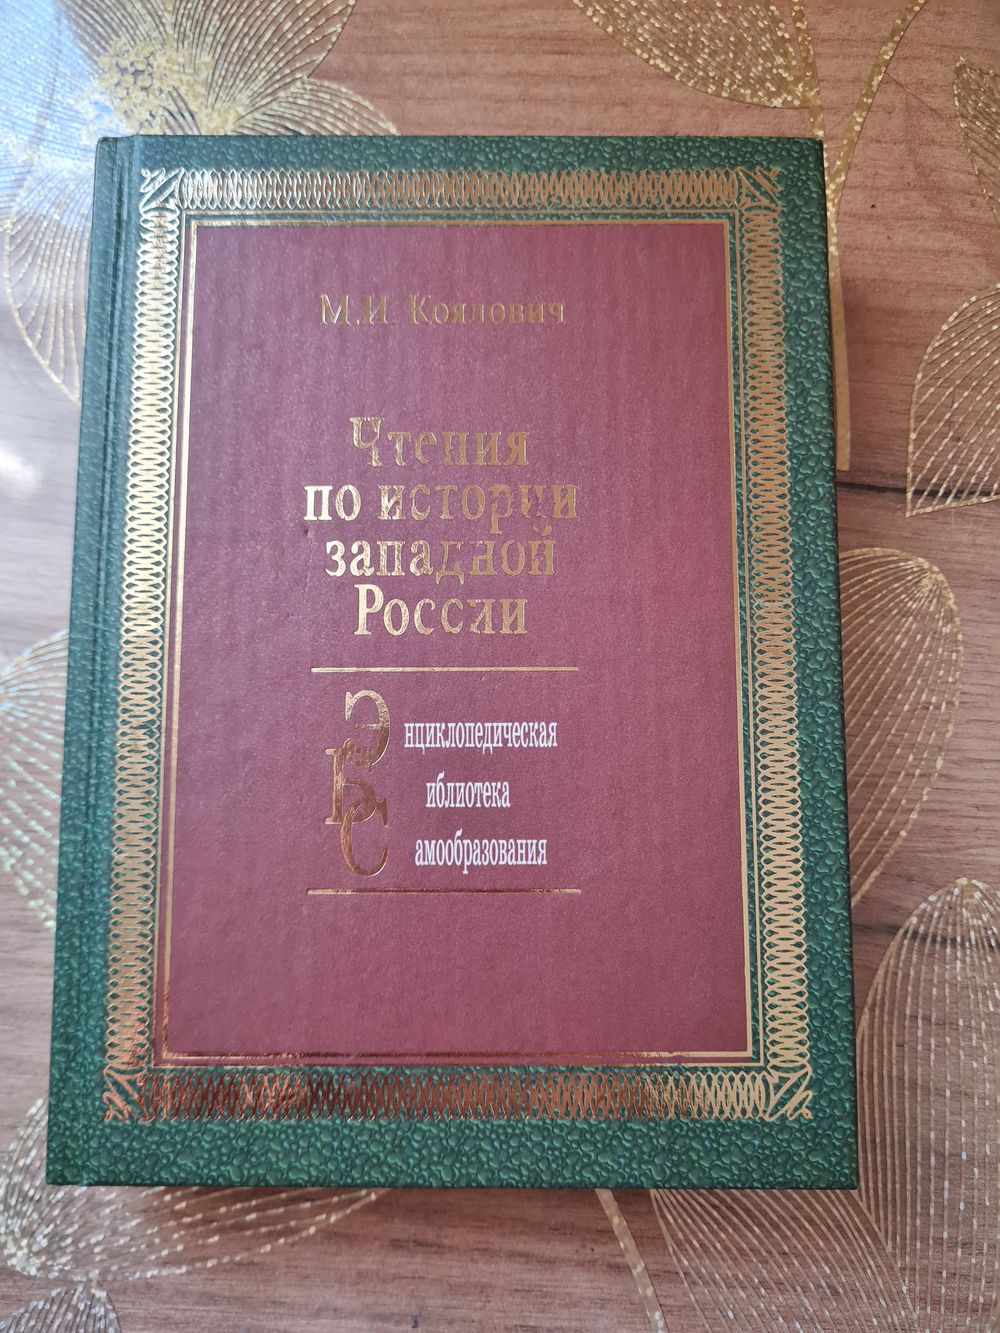 М.И. Коялович
Чтения
по истории
западной
России
Энциклопедическая
Библиотека
Самообразования